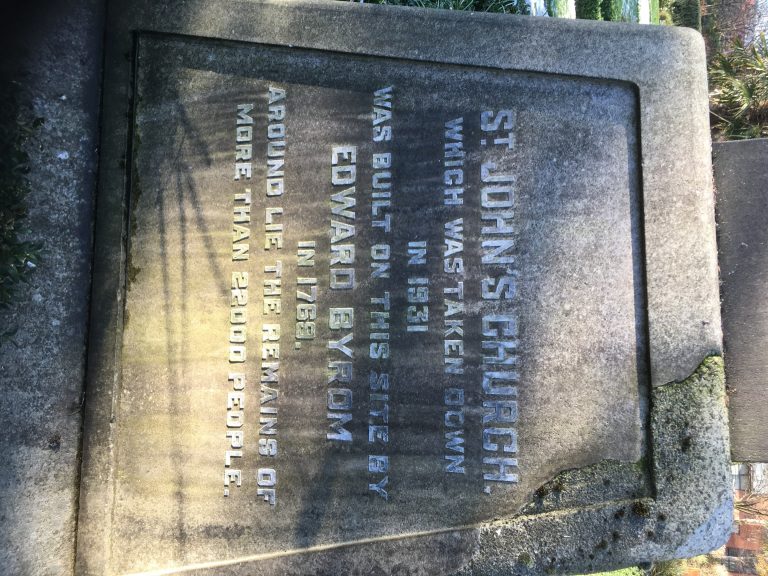 ST JOHN'S CHURCH,
WHICH WAS TAKEN DOWN
IN 1931
WAS BUILT ON THIS SITE BY
EDWARD BYROM
IN 1769.
AROUND LIE THE REMAINS OF
MORE THAN 22000 PEOPLE.